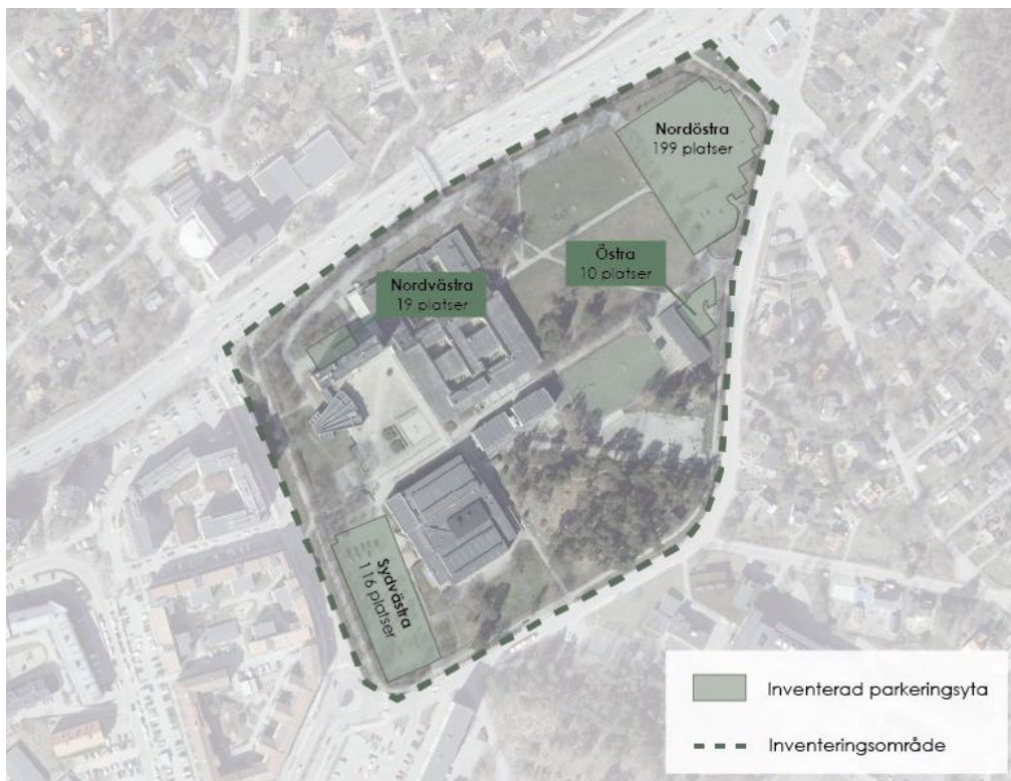 Nordöstra
199 platser
Östra
10 platser
Nordvästra
19 platser
Sydvästra
116 platser
Inventerad parkeringsyta
Inventeringsområde